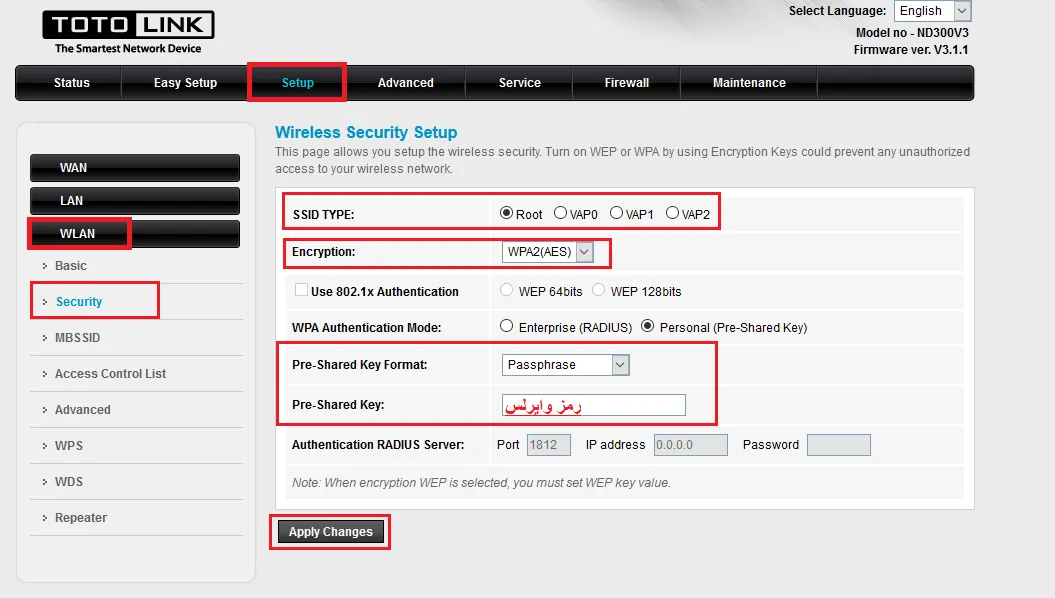 TOTO LINK
The Smartest Network Device
Select Language: English
Model no - ND300V3
Firmware ver. V3.1.1
Status Easy Setup Setup Advanced Service Firewall Maintenance
WAN
LAN
WLAN
Basic
Security
MBSSID
Access Control List
Advanced
WPS
WDS
Repeater
Wireless Security Setup
This page allows you setup the wireless security. Turn on WEP or WPA by using Encryption Keys could prevent any unauthorized
access to your wireless network.
SSID TYPE: Root VAP0 VAP1 VAP2
Encryption: WPA2(AES)
Use 802.1x Authentication WEP 64bits WEP 128bits
WPA Authentication Mode: Enterprise (RADIUS) Personal (Pre-Shared Key)
Pre-Shared Key Format: Passphrase
Pre-Shared Key: رمز وایرلس
Authentication RADIUS Server: Port 1812 IP address 0.0.0.0 Password
Note: When encryption WEP is selected, you must set WEP key value.
Apply Changes